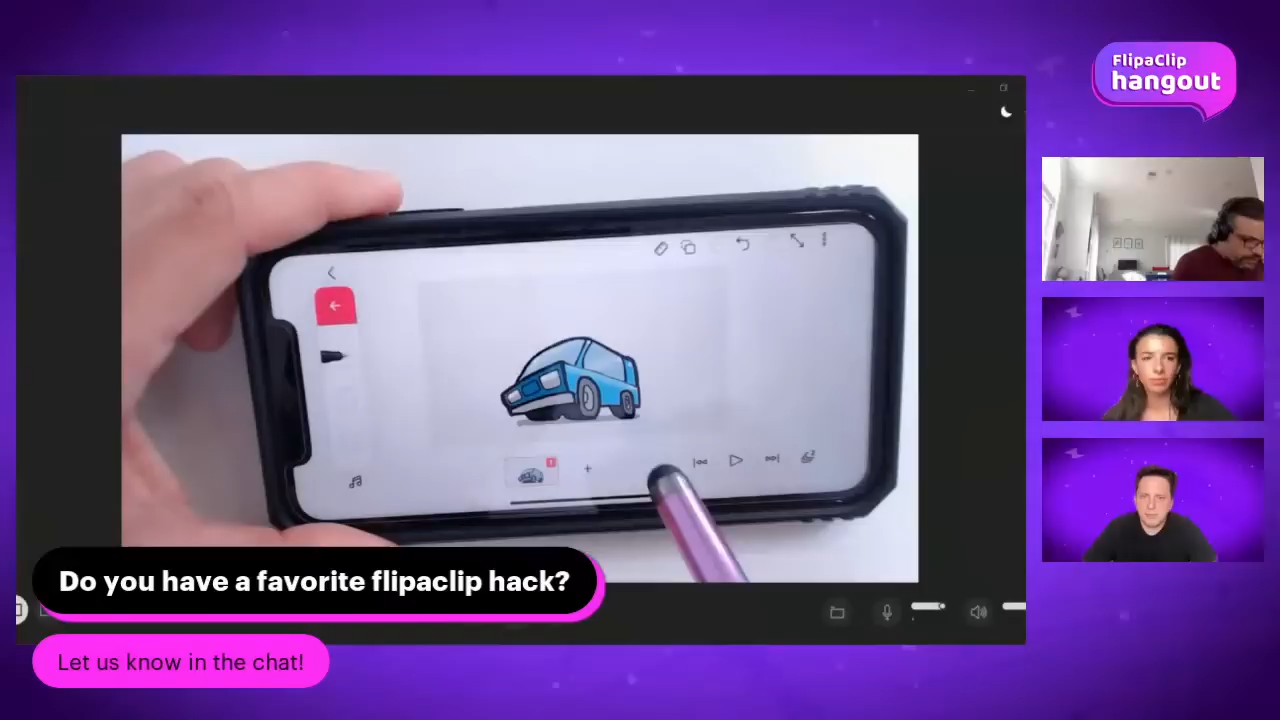 FlipaClip
hangout
Do you have a favorite flipaclip hack?
Let us know in the chat!